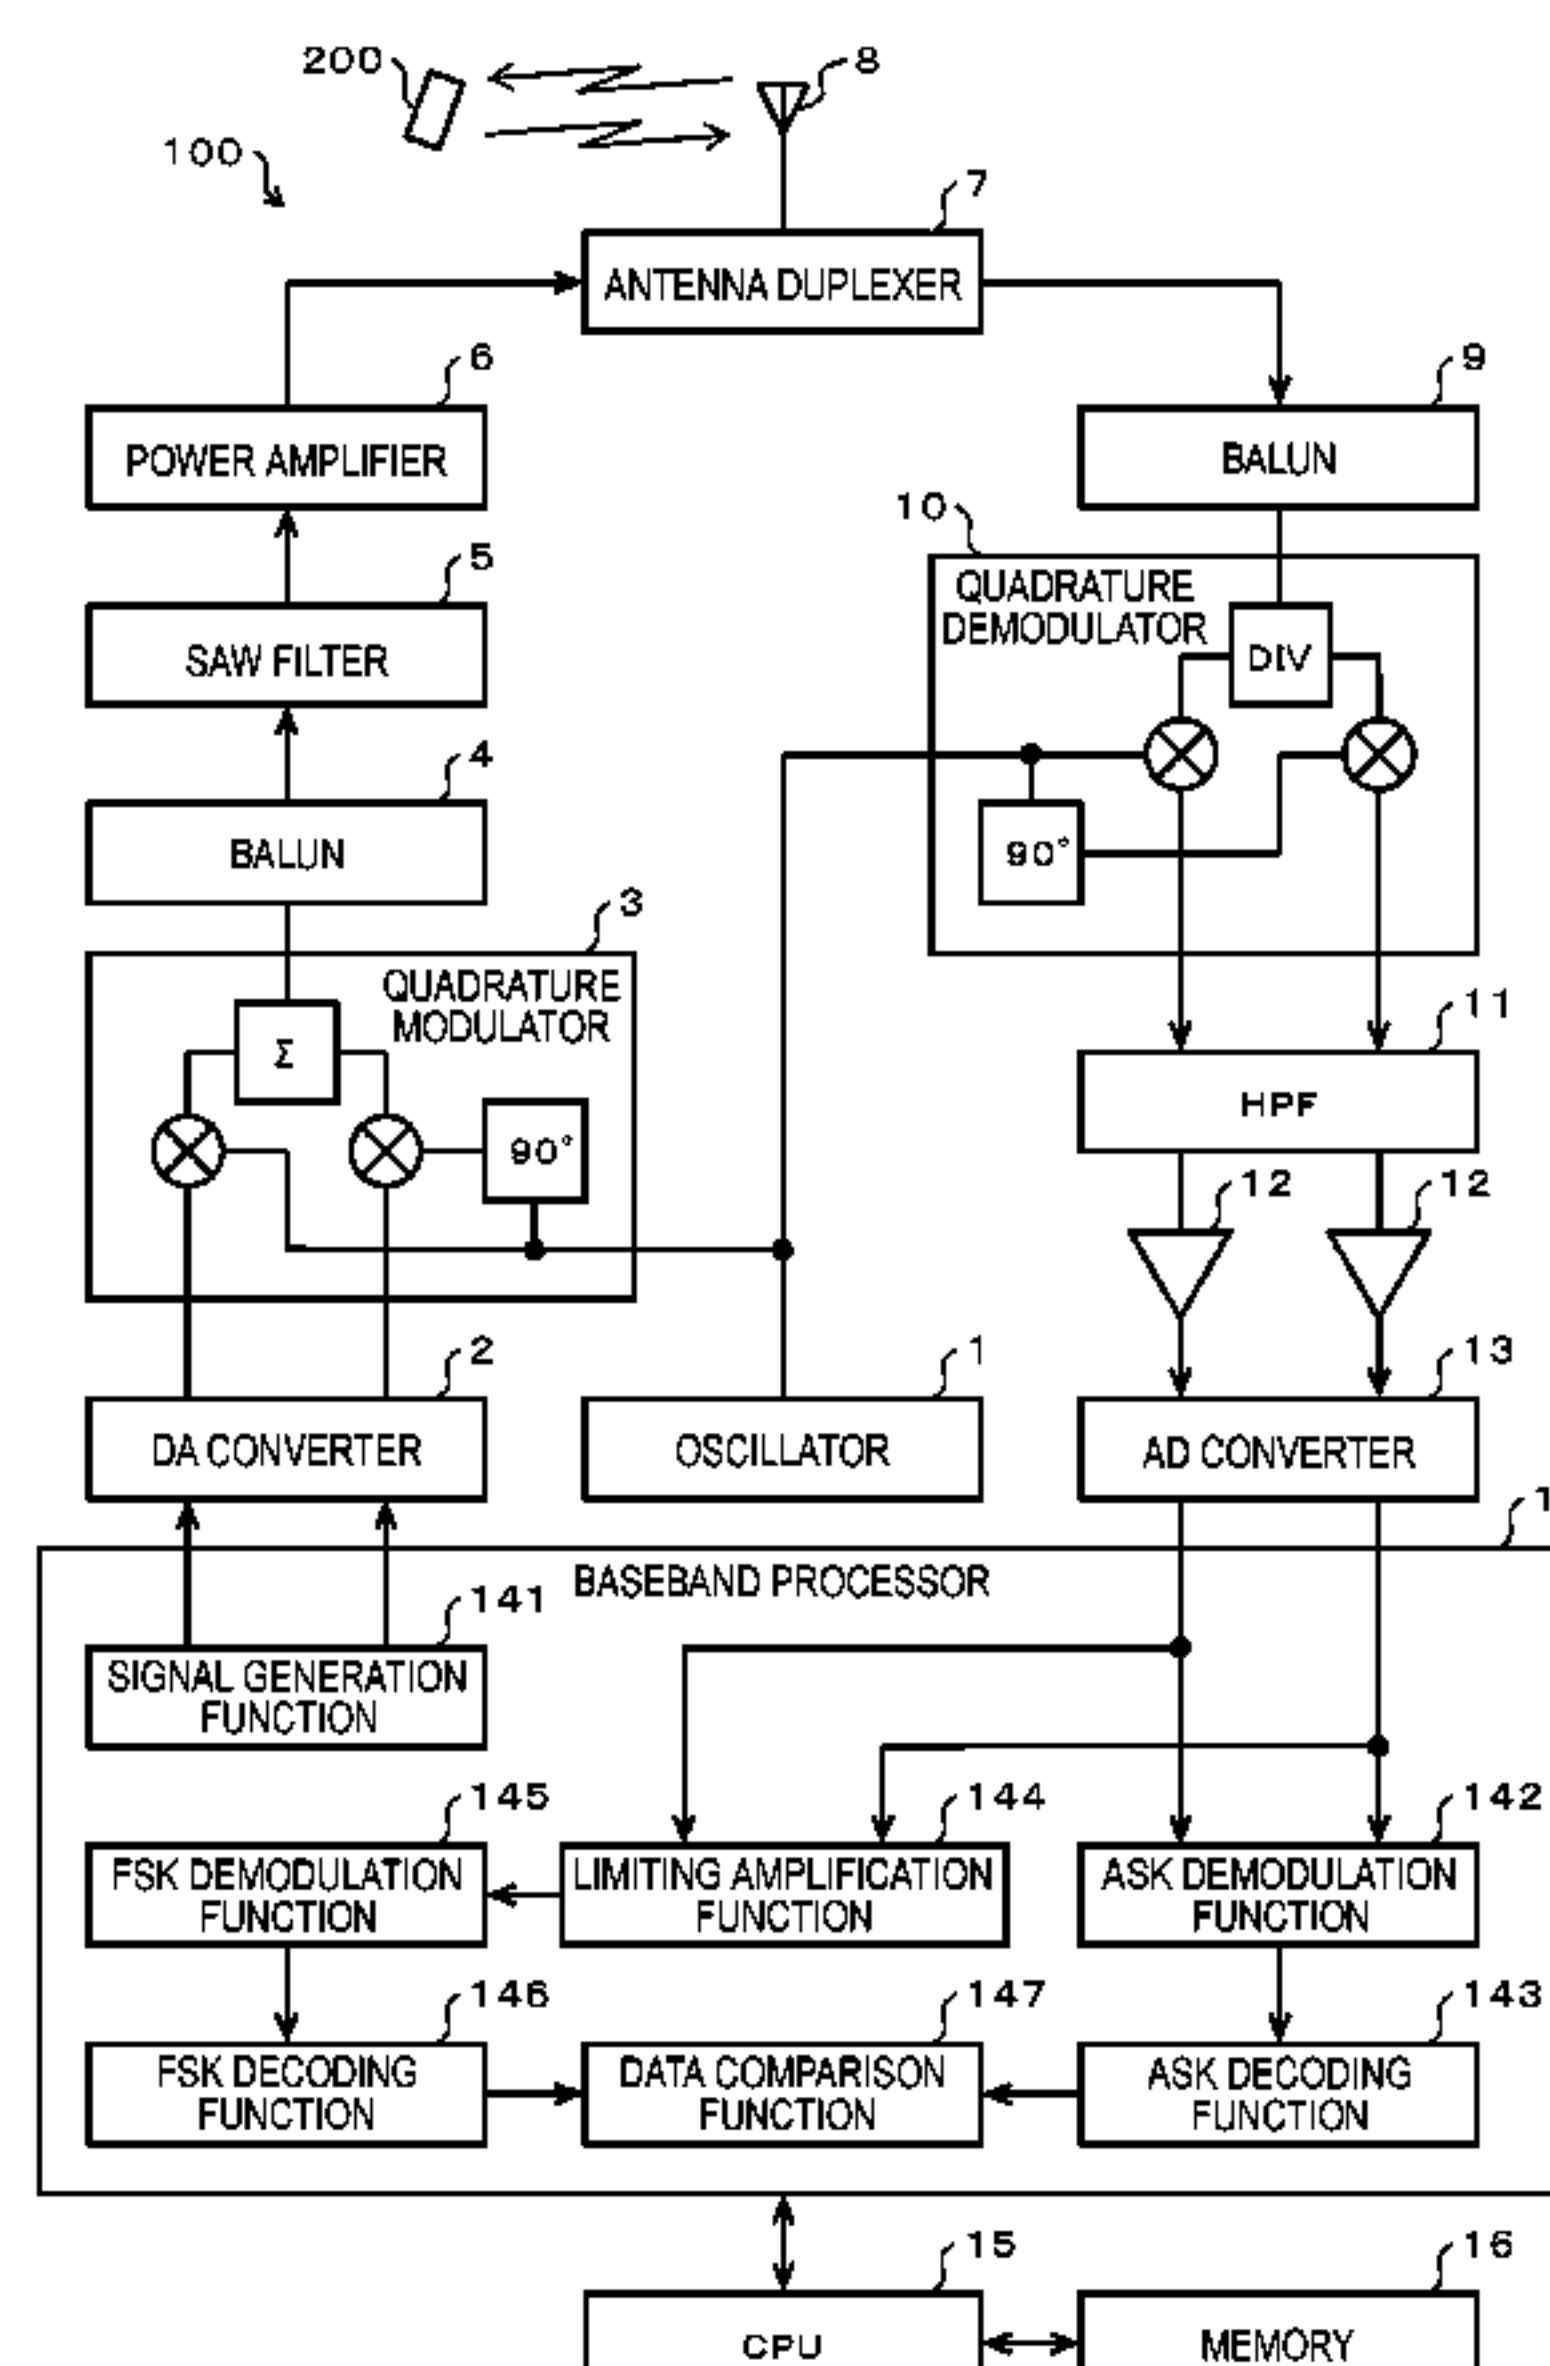 200
8
100
7
ANTENNA DUPLEXER
6
9
POWER AMPLIFIER
BALUN
10
5
QUADRATURE
DEMODULATOR
DIV
SAW FILTER
4
90°
BALUN
3
QUADRATURE
MODULATOR
11
Σ
HPF
90°
12
12
2
1
13
DA CONVERTER
OSCILLATOR
AD CONVERTER
1
BASEBAND PROCESSOR
141
SIGNAL GENERATION
FUNCTION
145
144
142
FSK DEMODULATION
FUNCTION
LIMITING AMPLIFICATION
FUNCTION
ASK DEMODULATION
FUNCTION
146
147
143
FSK DECODING
FUNCTION
DATA COMPARISON
FUNCTION
ASK DECODING
FUNCTION
15
16
CPU
MEMORY